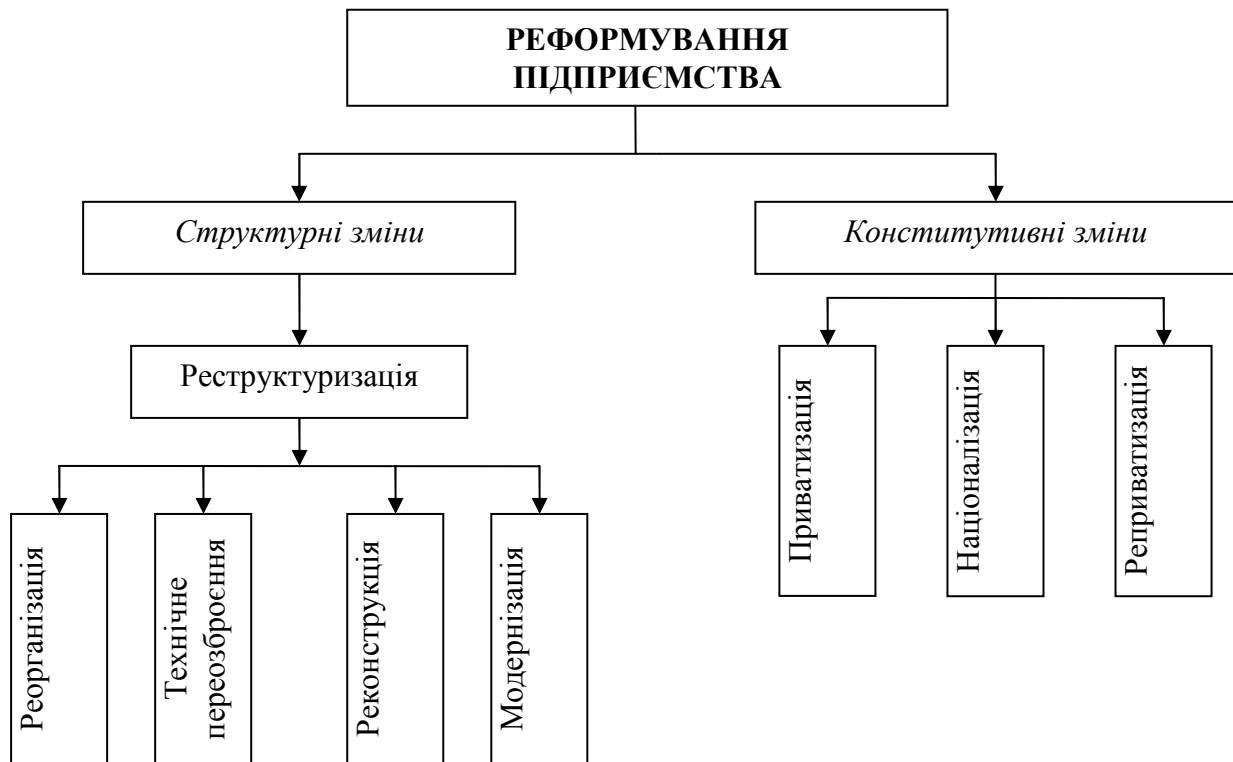 РЕФОРМУВАННЯ
ПІДПРИЄМСТВА
Структурні зміни
Конститутивні зміни
Реструктуризація
Приватизація
Націоналізація
Реприватизація
Реорганізація
Технічне
переозброєння
Реконструкція
Модернізація